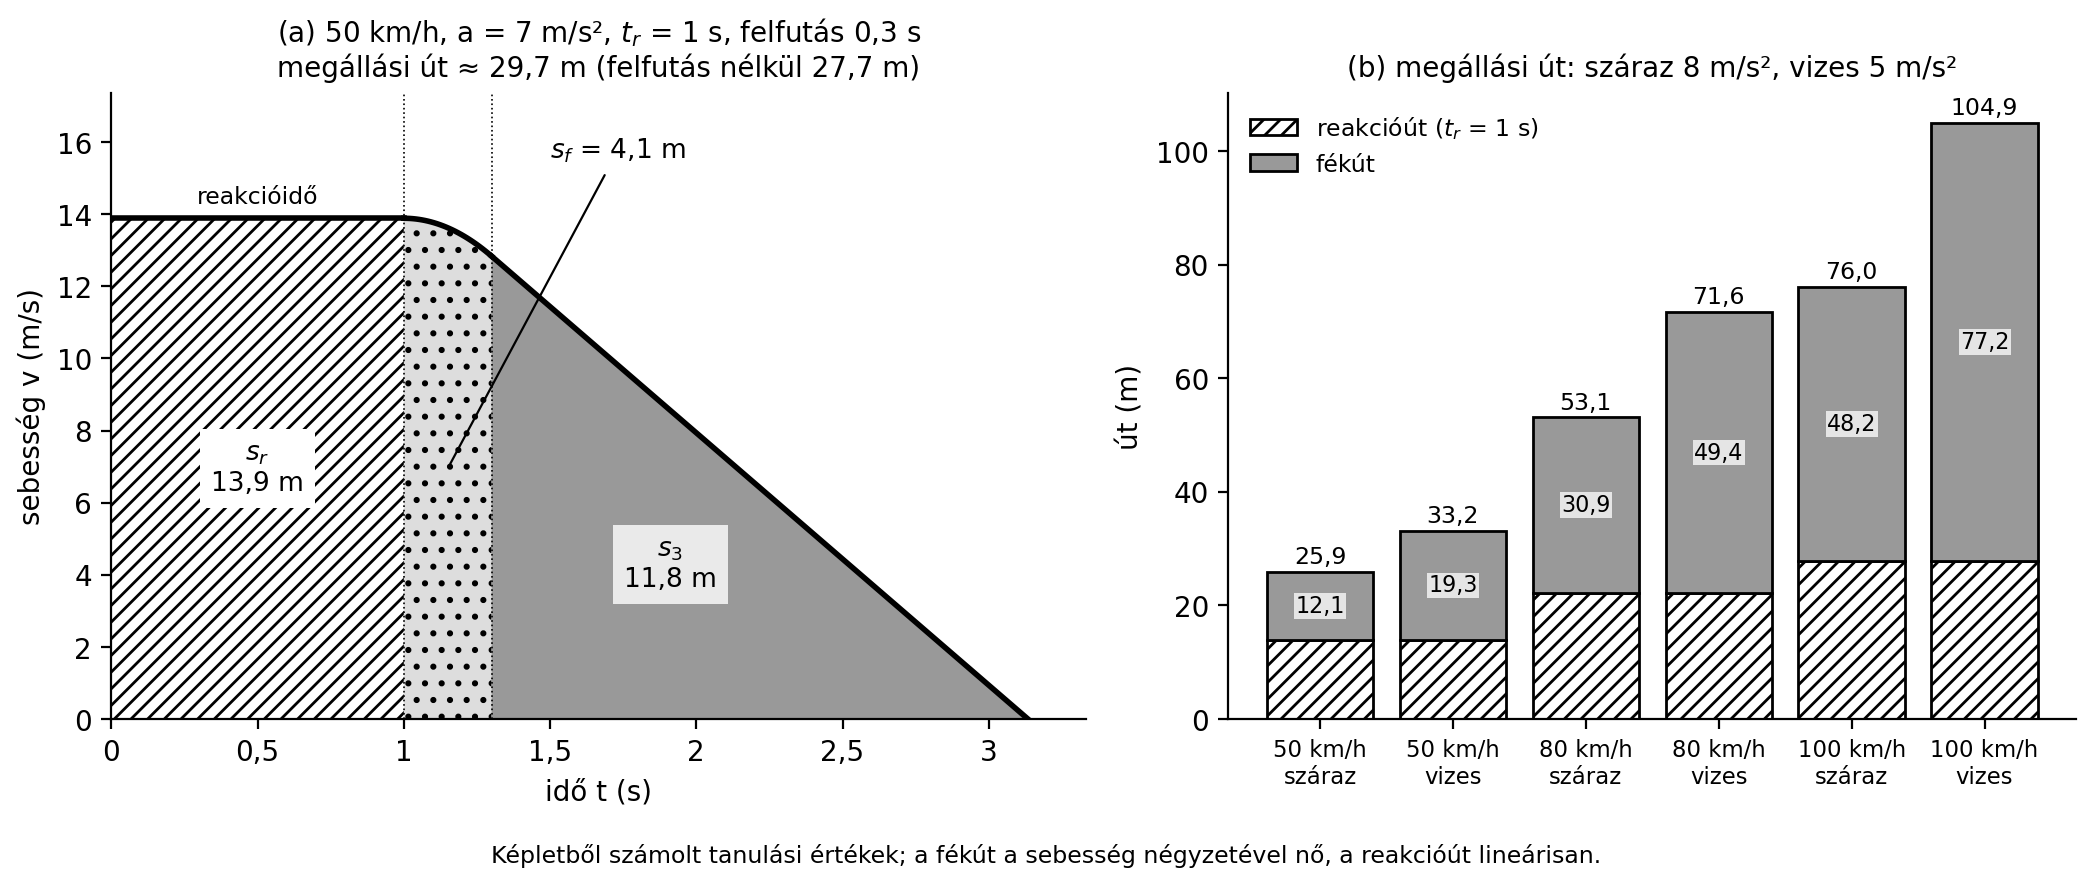 (a) 50 km/h, a = 7 m/s², tᵣ = 1 s, felfutás 0,3 s
megállási út ≈ 29,7 m (felfutás nélkül 27,7 m)
sebesség v (m/s)
16
14
12
10
8
6
4
2
0
reakcióidő
s_f = 4,1 m
sᵣ
13,9 m
s₃
11,8 m
0
0,5
1
1,5
2
2,5
3
idő t (s)
(b) megállási út: száraz 8 m/s², vizes 5 m/s²
reakcióút (tᵣ = 1 s)
fékút
út (m)
100
80
60
40
20
0
25,9
12,1
33,2
19,3
53,1
30,9
71,6
49,4
76,0
48,2
104,9
77,2
50 km/h
száraz
50 km/h
vizes
80 km/h
száraz
80 km/h
vizes
100 km/h
száraz
100 km/h
vizes
Képletből számolt tanulási értékek; a fékút a sebesség négyzetével nő, a reakcióút lineárisan.